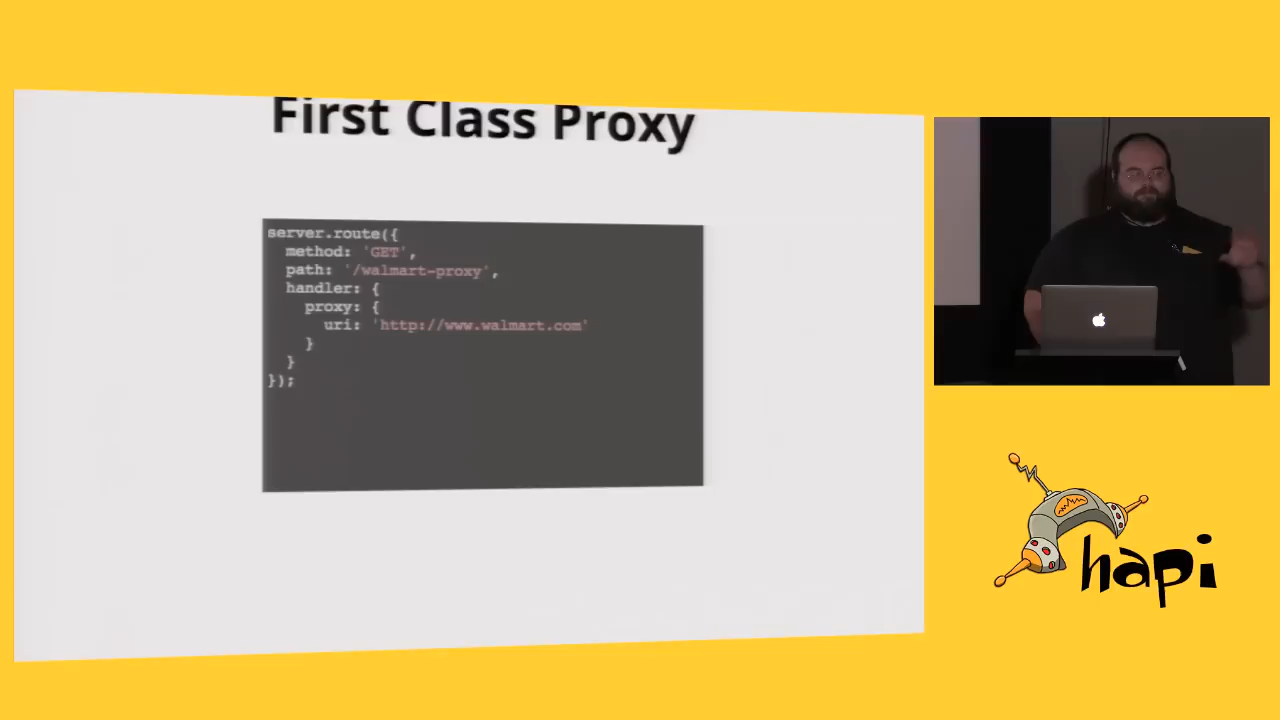 First Class Proxy
server.route({
  method: 'GET',
  path: '/walmart-proxy',
  handler: {
    proxy: {
      uri: 'http://www.walmart.com'
    }
  }
});
hapi